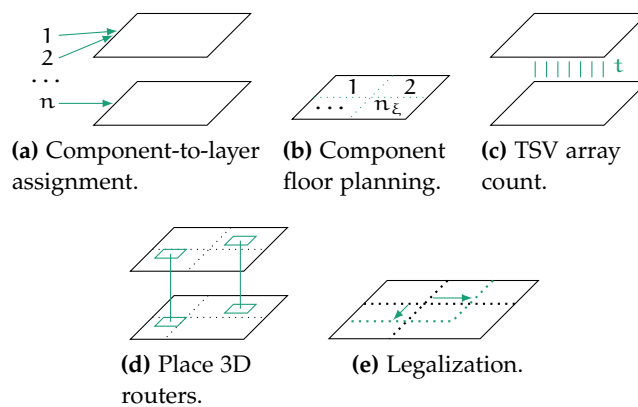 1
2
...
n
1 2
... n_ξ
t
(a) Component-to-layer
assignment.
(b) Component
floor planning.
(c) TSV array
count.
(d) Place 3D
routers.
(e) Legalization.